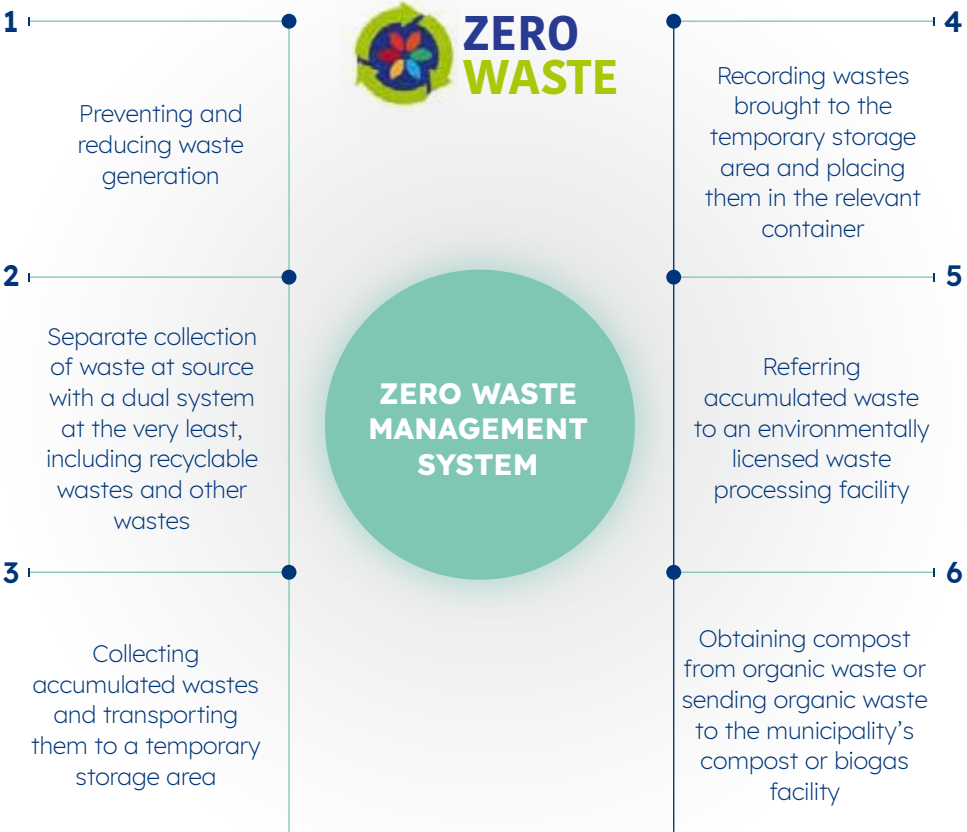 ZERO
WASTE
1
Preventing and
reducing waste
generation
2
Separate collection
of waste at source
with a dual system
at the very least,
including recyclable
wastes and other
wastes
3
Collecting
accumulated wastes
and transporting
them to a temporary
storage area
ZERO WASTE
MANAGEMENT
SYSTEM
4
Recording wastes
brought to the
temporary storage
area and placing
them in the relevant
container
5
Referring
accumulated waste
to an environmentally
licensed waste
processing facility
6
Obtaining compost
from organic waste or
sending organic waste
to the municipality’s
compost or biogas
facility